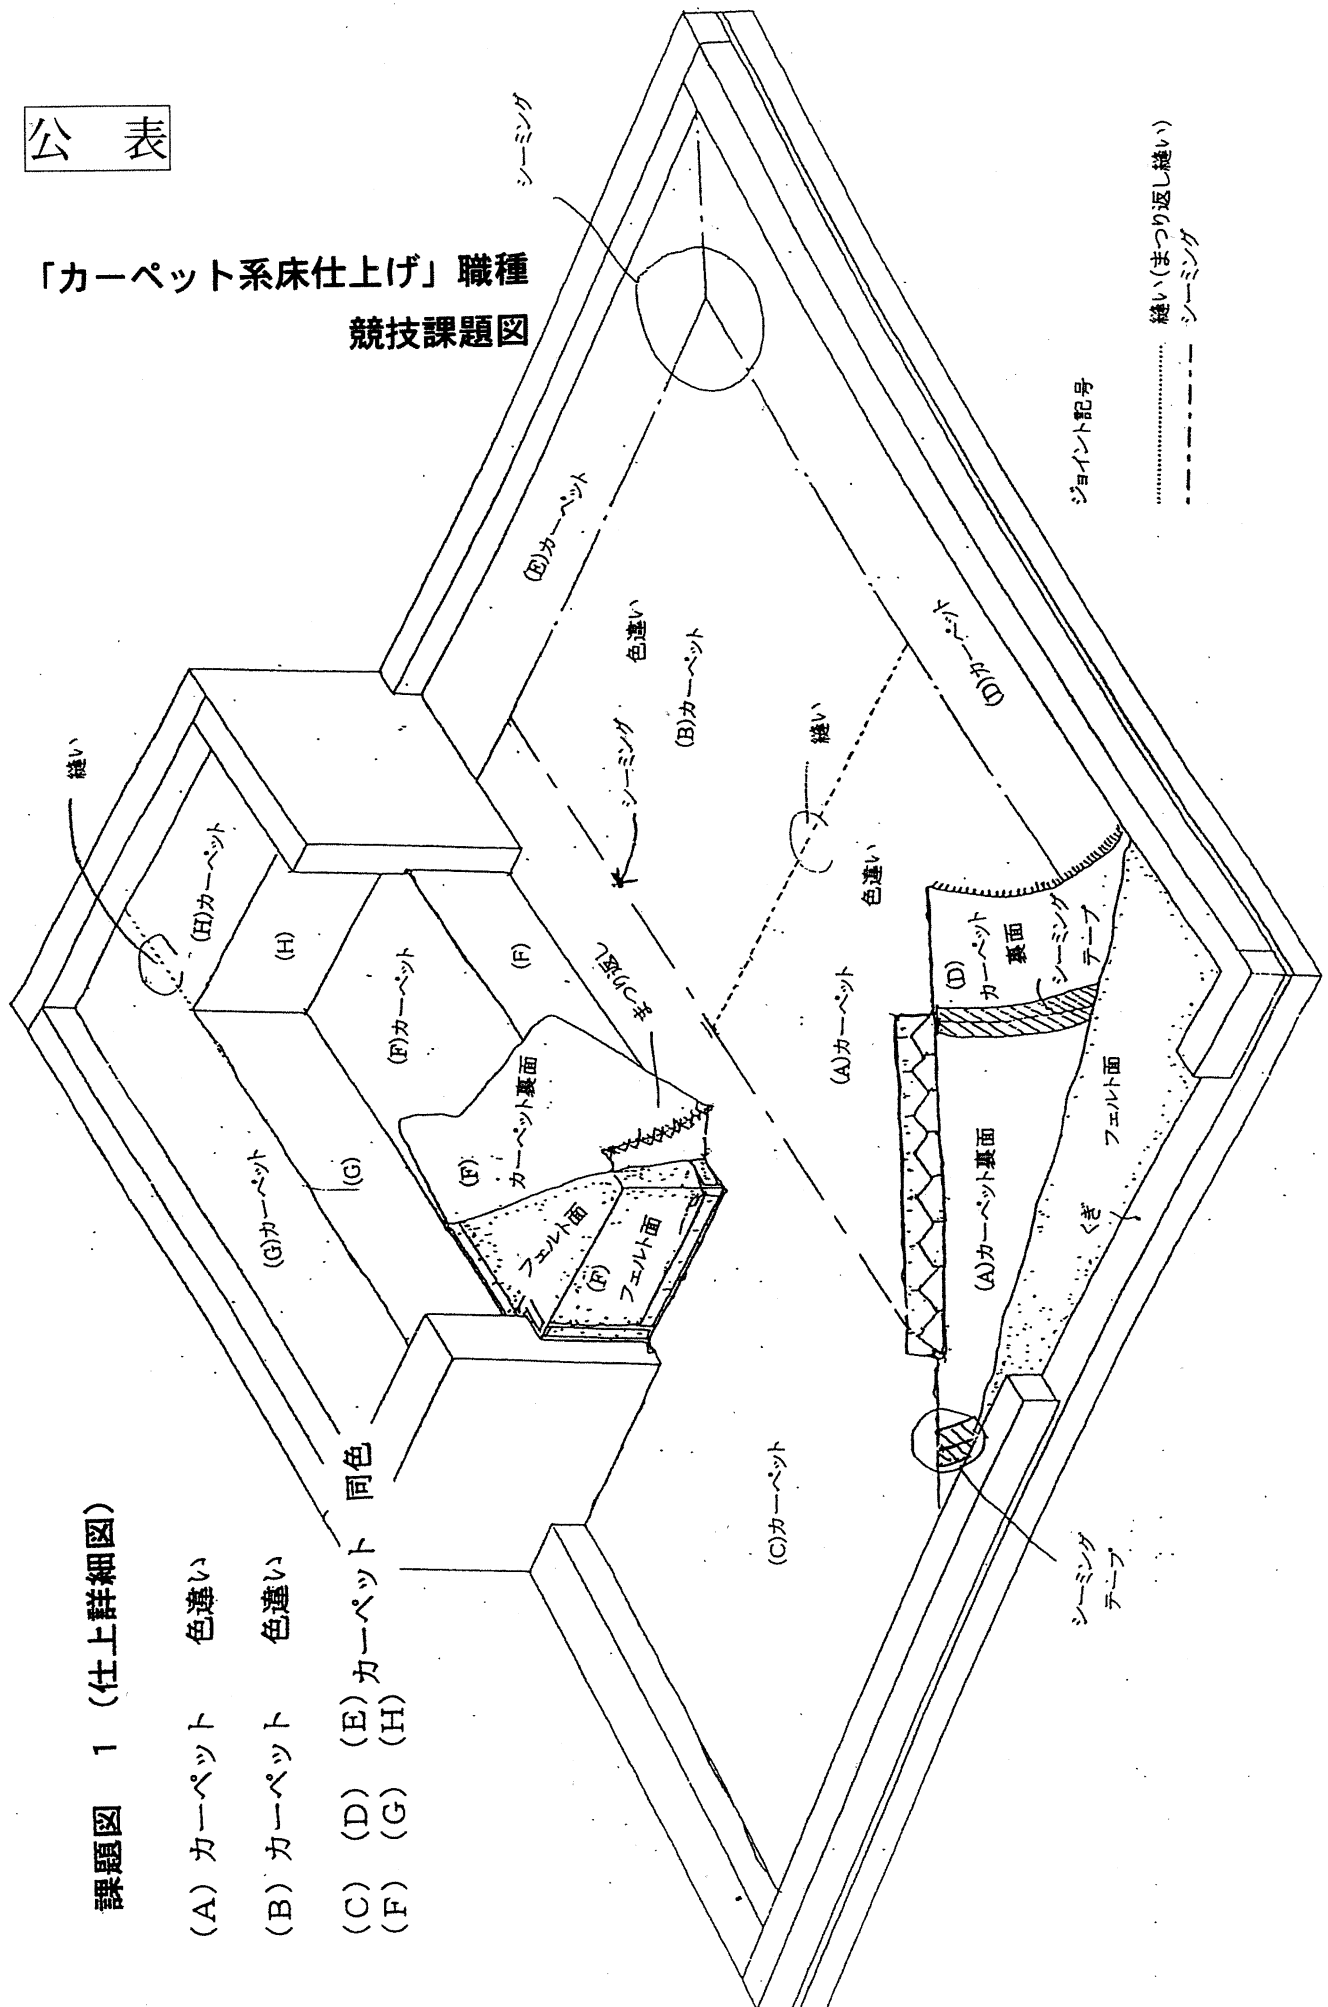 公 表
「カーペット系床仕上げ」職種
競技課題図
課題図 1 (仕上詳細図)
(A) カーペット 色違い
(B) カーペット 色違い
(C) (D) (E) カーペット 同色
(F) (G) (H)
縫い
(H)カーペット
(H)
(G)カーペット
(G)
(F)カーペット
(F)
(F)
カーペット裏面
フェルト面
(F)
フェルト面
まつり返し
シーミング
(E)カーペット
色違い
(B)カーペット
シーミング
縫い
色違い
(A)カーペット
(D)カーペット
(D)
カーペット
裏面
シーミング
テープ
(A)カーペット裏面
フェルト面
くぎ
(C)カーペット
シーミング
テープ
ジョイント記号
縫い(まつり返し縫い)
シーミング